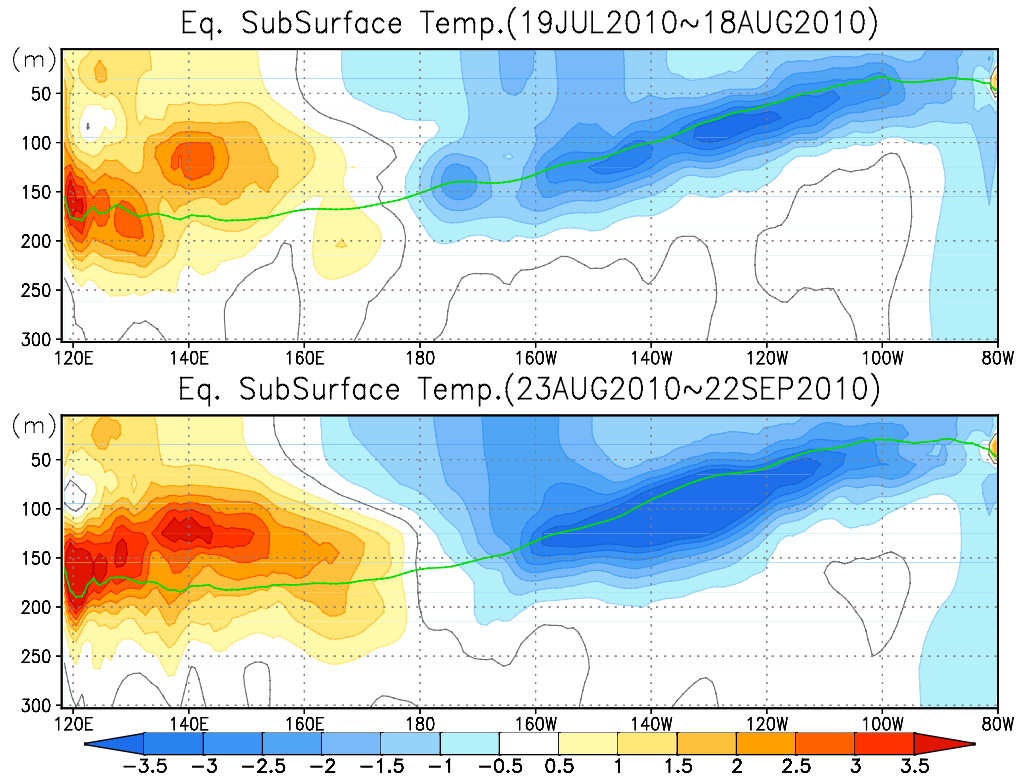 Eq. SubSurface Temp.(19JUL2010~18AUG2010)
(m)
50
100
150
200
250
300
120E 140E 160E 180 160W 140W 120W 100W 80W
Eq. SubSurface Temp.(23AUG2010~22SEP2010)
(m)
50
100
150
200
250
300
120E 140E 160E 180 160W 140W 120W 100W 80W
−3.5 −3 −2.5 −2 −1.5 −1 −0.5 0.5 1 1.5 2 2.5 3 3.5